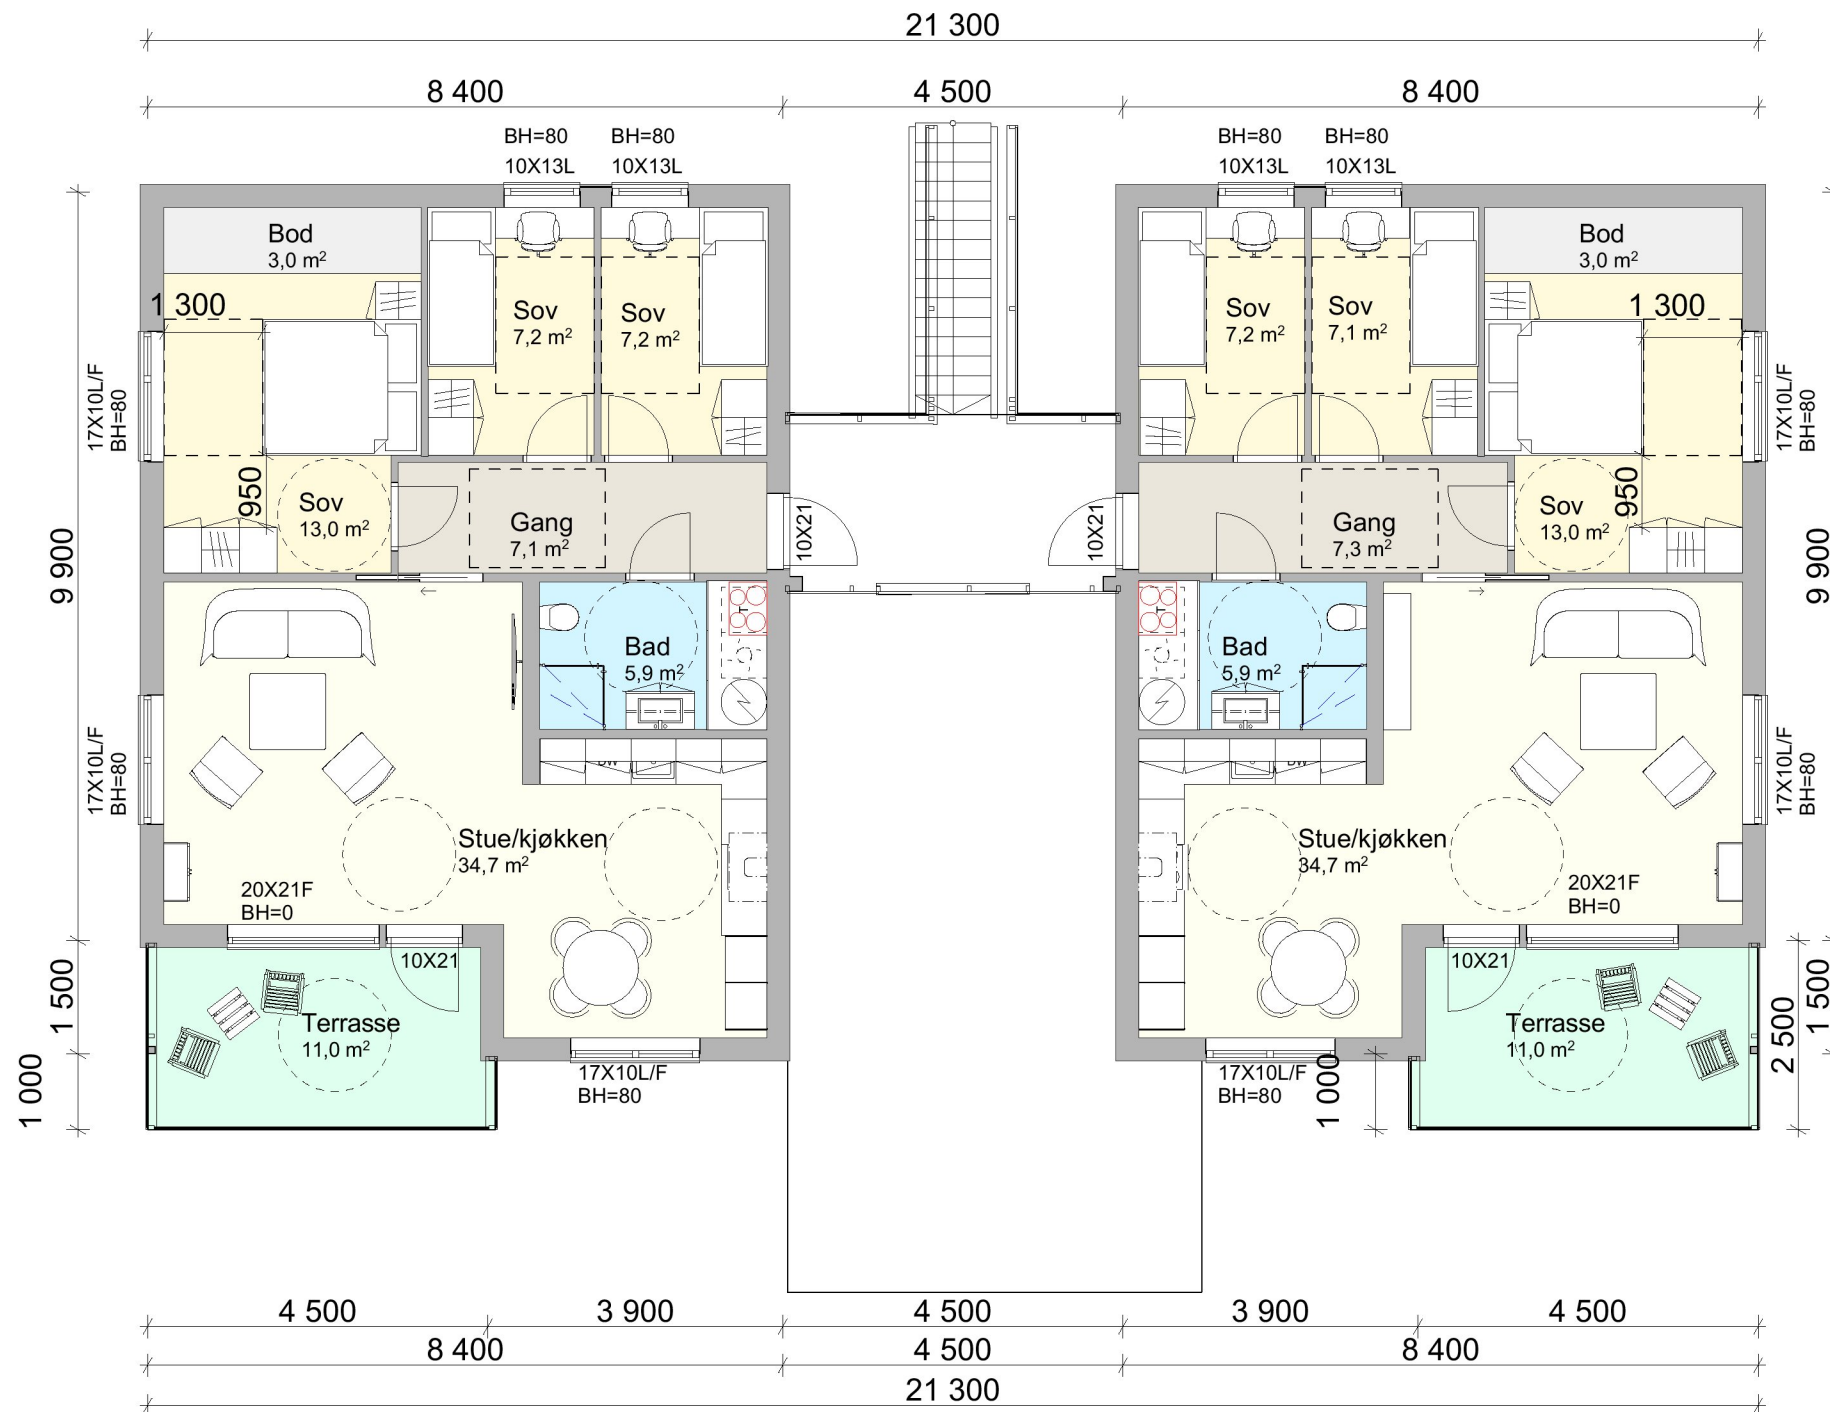 21 300
8 400
4 500
8 400
BH=80
10X13L
BH=80
10X13L
BH=80
10X13L
BH=80
10X13L
Bod
3,0 m²
Bod
3,0 m²
1 300
1 300
Sov
7,2 m²
Sov
7,2 m²
Sov
7,2 m²
Sov
7,1 m²
17X10L/F
BH=80
17X10L/F
BH=80
950
950
Sov
13,0 m²
Sov
13,0 m²
Gang
7,1 m²
Gang
7,3 m²
10X21
10X21
9 900
9 900
T
T
Bad
5,9 m²
Bad
5,9 m²
17X10L/F
BH=80
17X10L/F
BH=80
DW
DW
Stue/kjøkken
34,7 m²
Stue/kjøkken
34,7 m²
20X21F
BH=0
20X21F
BH=0
10X21
10X21
1 500
1 500
2 500
Terrasse
11,0 m²
Terrasse
11,0 m²
1 000
1 000
17X10L/F
BH=80
17X10L/F
BH=80
4 500
3 900
4 500
3 900
4 500
8 400
4 500
8 400
21 300